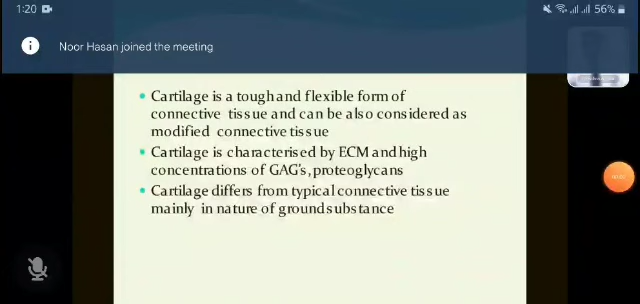 1:20
56%
Noor Hasan joined the meeting
Cartilage is a tough and flexible form of
connective tissue and can be also considered as
modified connective tissue
Cartilage is characterised by ECM and high
concentrations of GAG's, proteoglycans
Cartilage differs from typical connective tissue
mainly in nature of ground substance